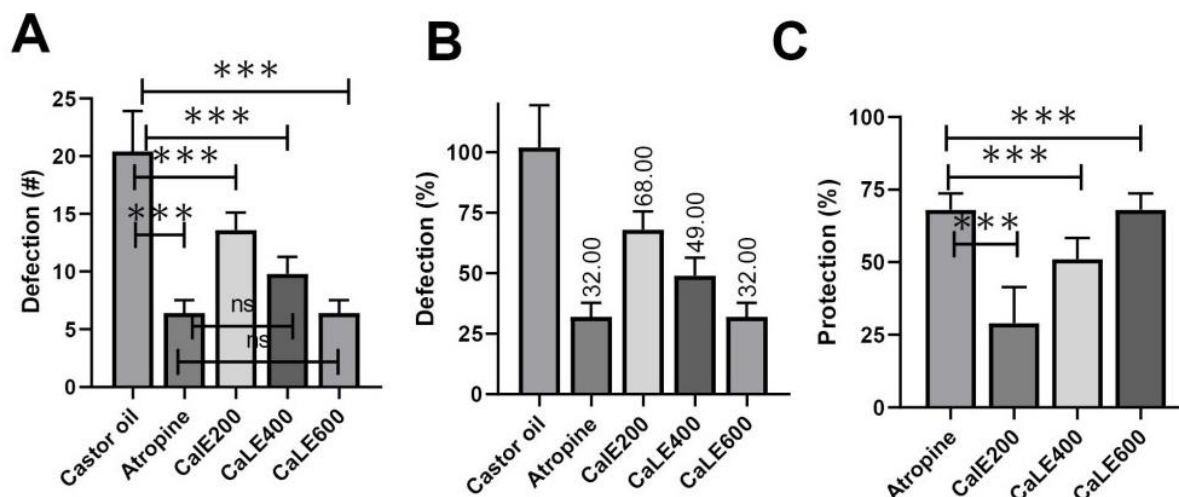 A
Defection (#)
25
20
15
10
5
0
***
***
***
***
ns
ns
Castor oil
Atropine
CalE200
CaLE400
CaLE600
B
Defection (%)
100
75
50
25
0
32.00
68.00
49.00
32.00
Castor oil
Atropine
CalE200
CaLE400
CaLE600
C
Protection (%)
100
75
50
25
0
***
***
***
Atropine
CalE200
CaLE400
CaLE600